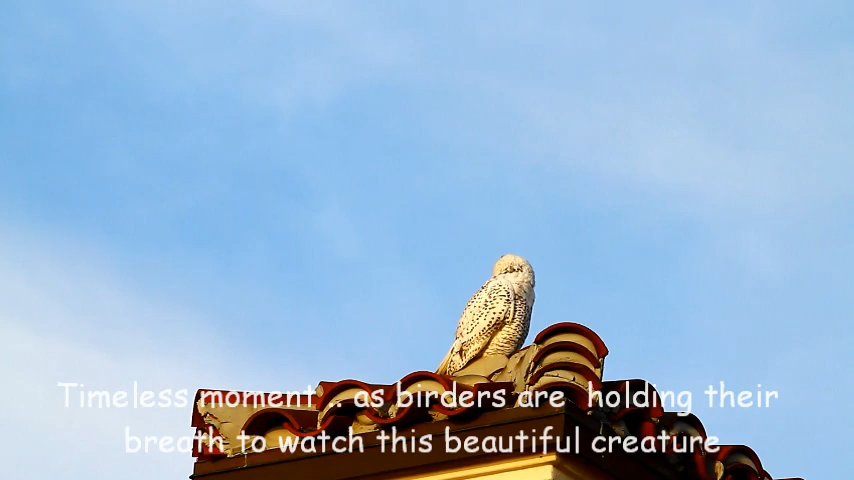 Timeless moment . . as birders are  holding their
breath to watch this beautiful creature